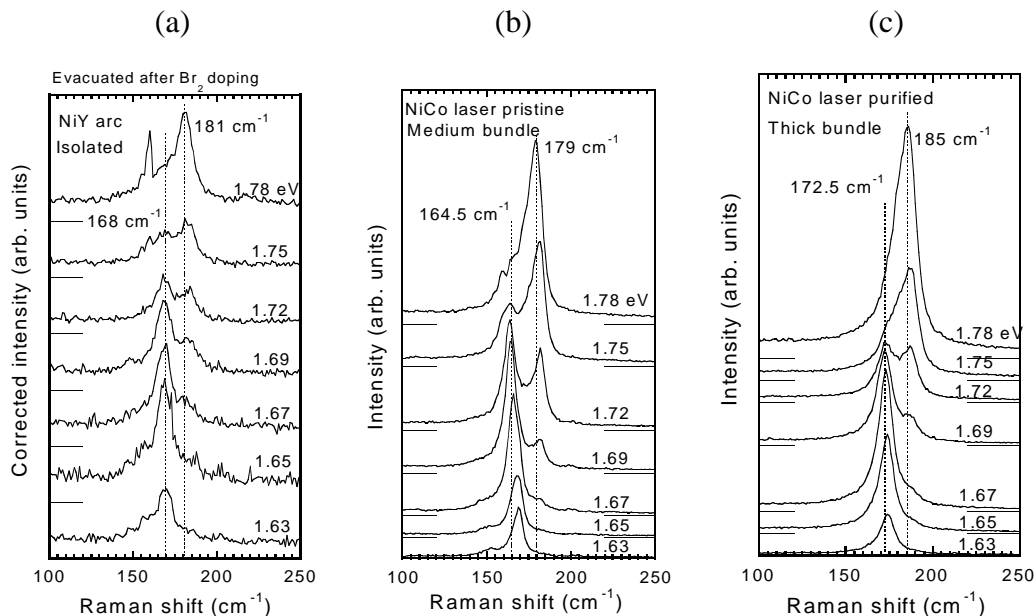 (a)
Evacuated after Br2 doping
NiY arc
Isolated
181 cm-1
168 cm-1
1.78 eV
1.75
1.72
1.69
1.67
1.65
1.63
Corrected intensity (arb. units)
100 150 200 250
Raman shift (cm-1)
(b)
NiCo laser pristine
Medium bundle
179 cm-1
164.5 cm-1
1.78 eV
1.75
1.72
1.69
1.67
1.65
1.63
Intensity (arb. units)
100 150 200 250
Raman shift (cm-1)
(c)
NiCo laser purified
Thick bundle
185 cm-1
172.5 cm-1
1.78 eV
1.75
1.72
1.69
1.67
1.65
1.63
Intensity (arb. units)
100 150 200 250
Raman shift (cm-1)